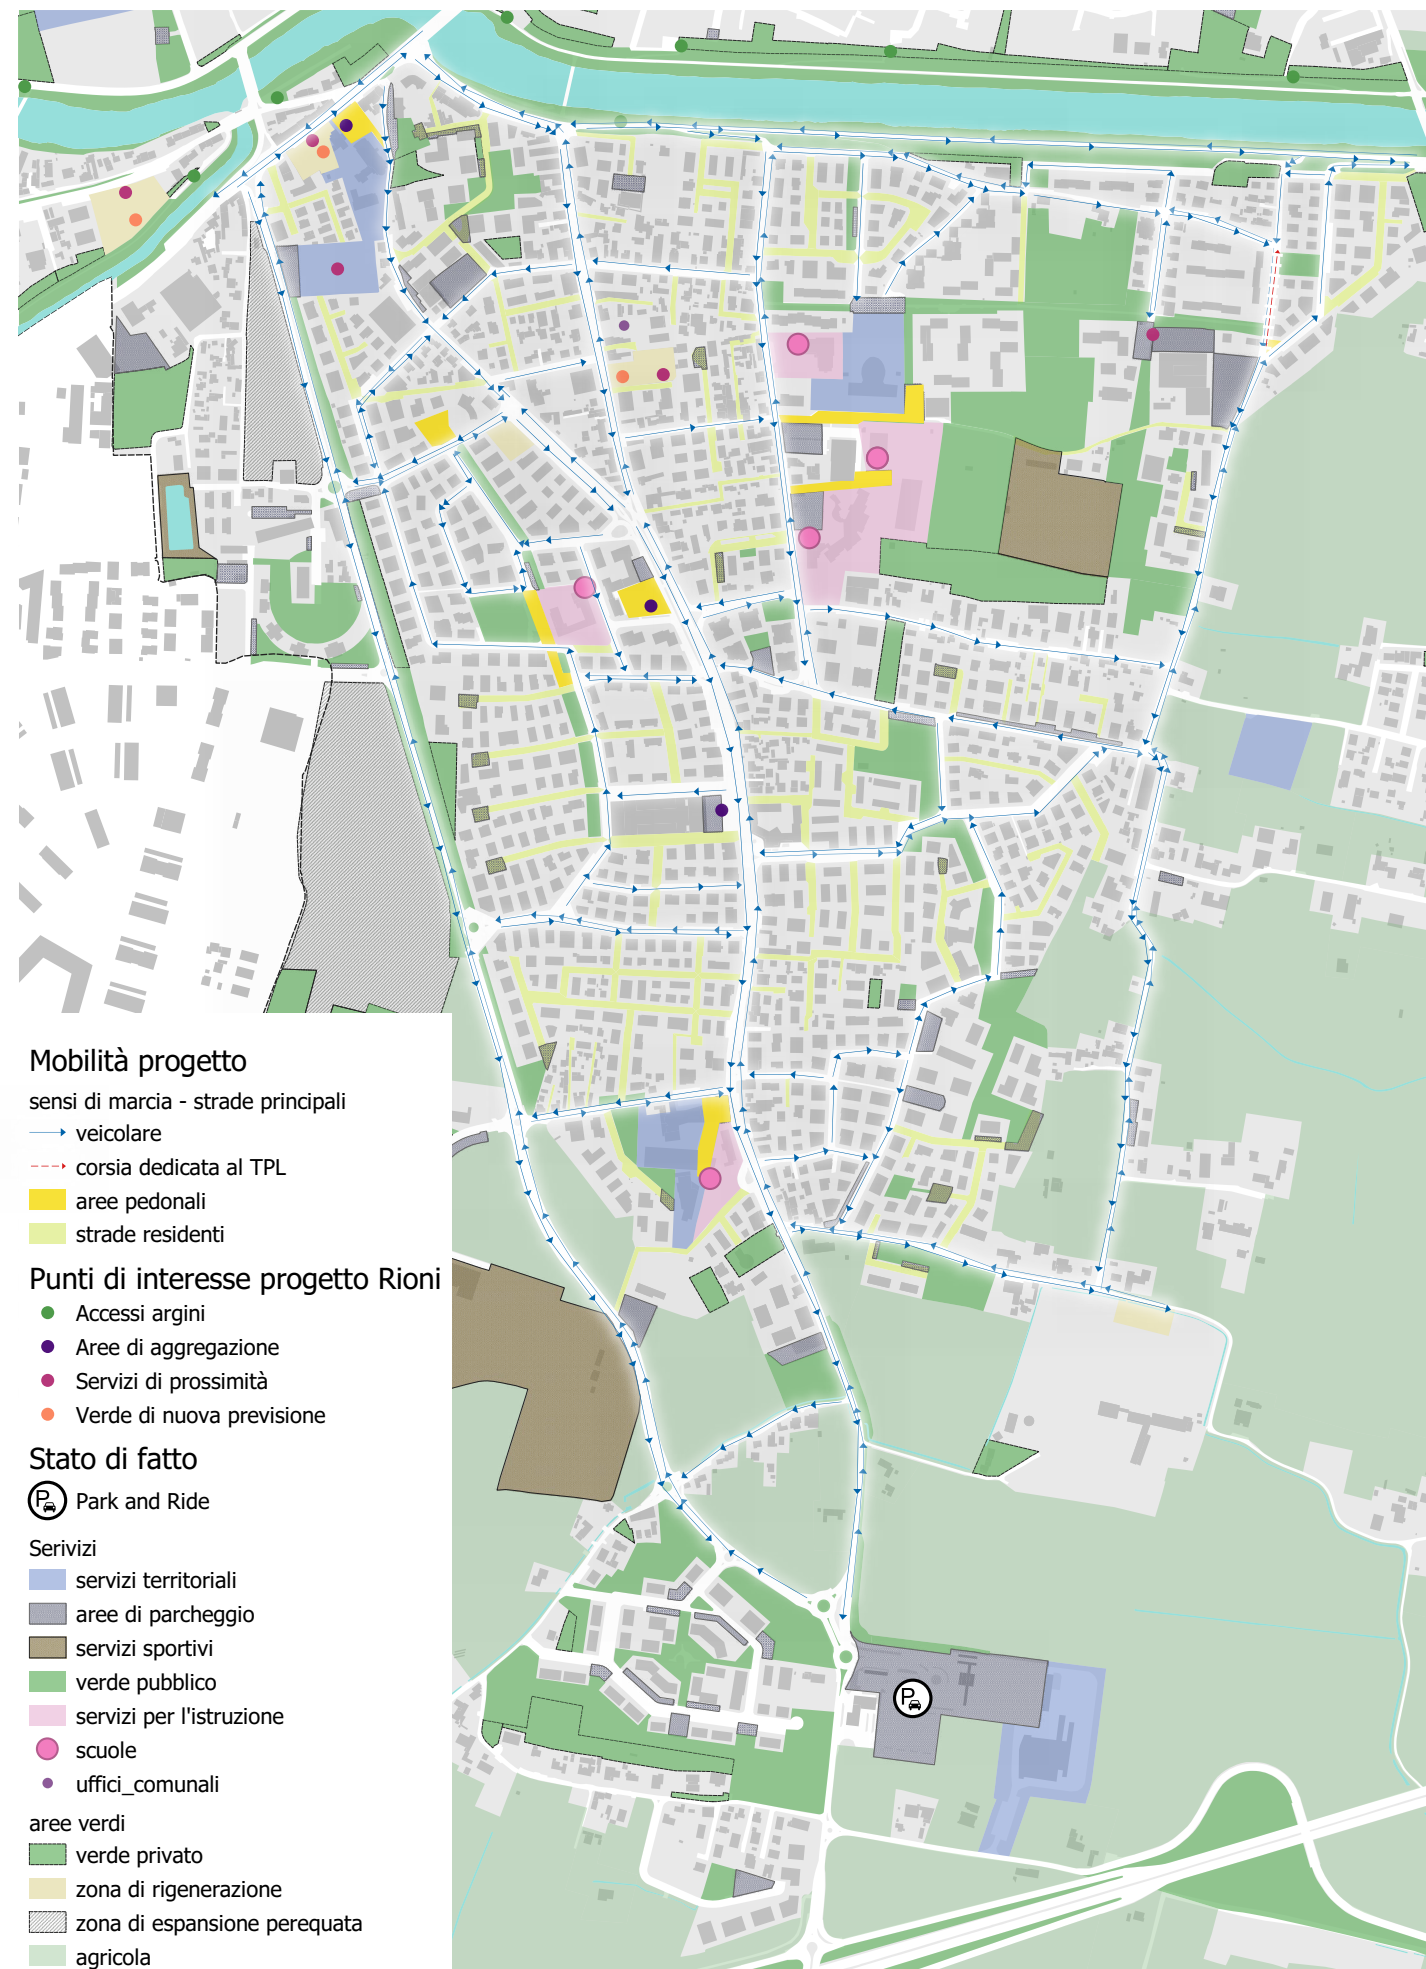 Mobilità progetto
sensi di marcia - strade principali
veicolare
corsia dedicata al TPL
aree pedonali
strade residenti
Punti di interesse progetto Rioni
Accessi argini
Aree di aggregazione
Servizi di prossimità
Verde di nuova previsione
Stato di fatto
P Park and Ride
Serivizi
servizi territoriali
aree di parcheggio
servizi sportivi
verde pubblico
servizi per l'istruzione
scuole
uffici_comunali
P
aree verdi
verde privato
zona di rigenerazione
zona di espansione perequata
agricola